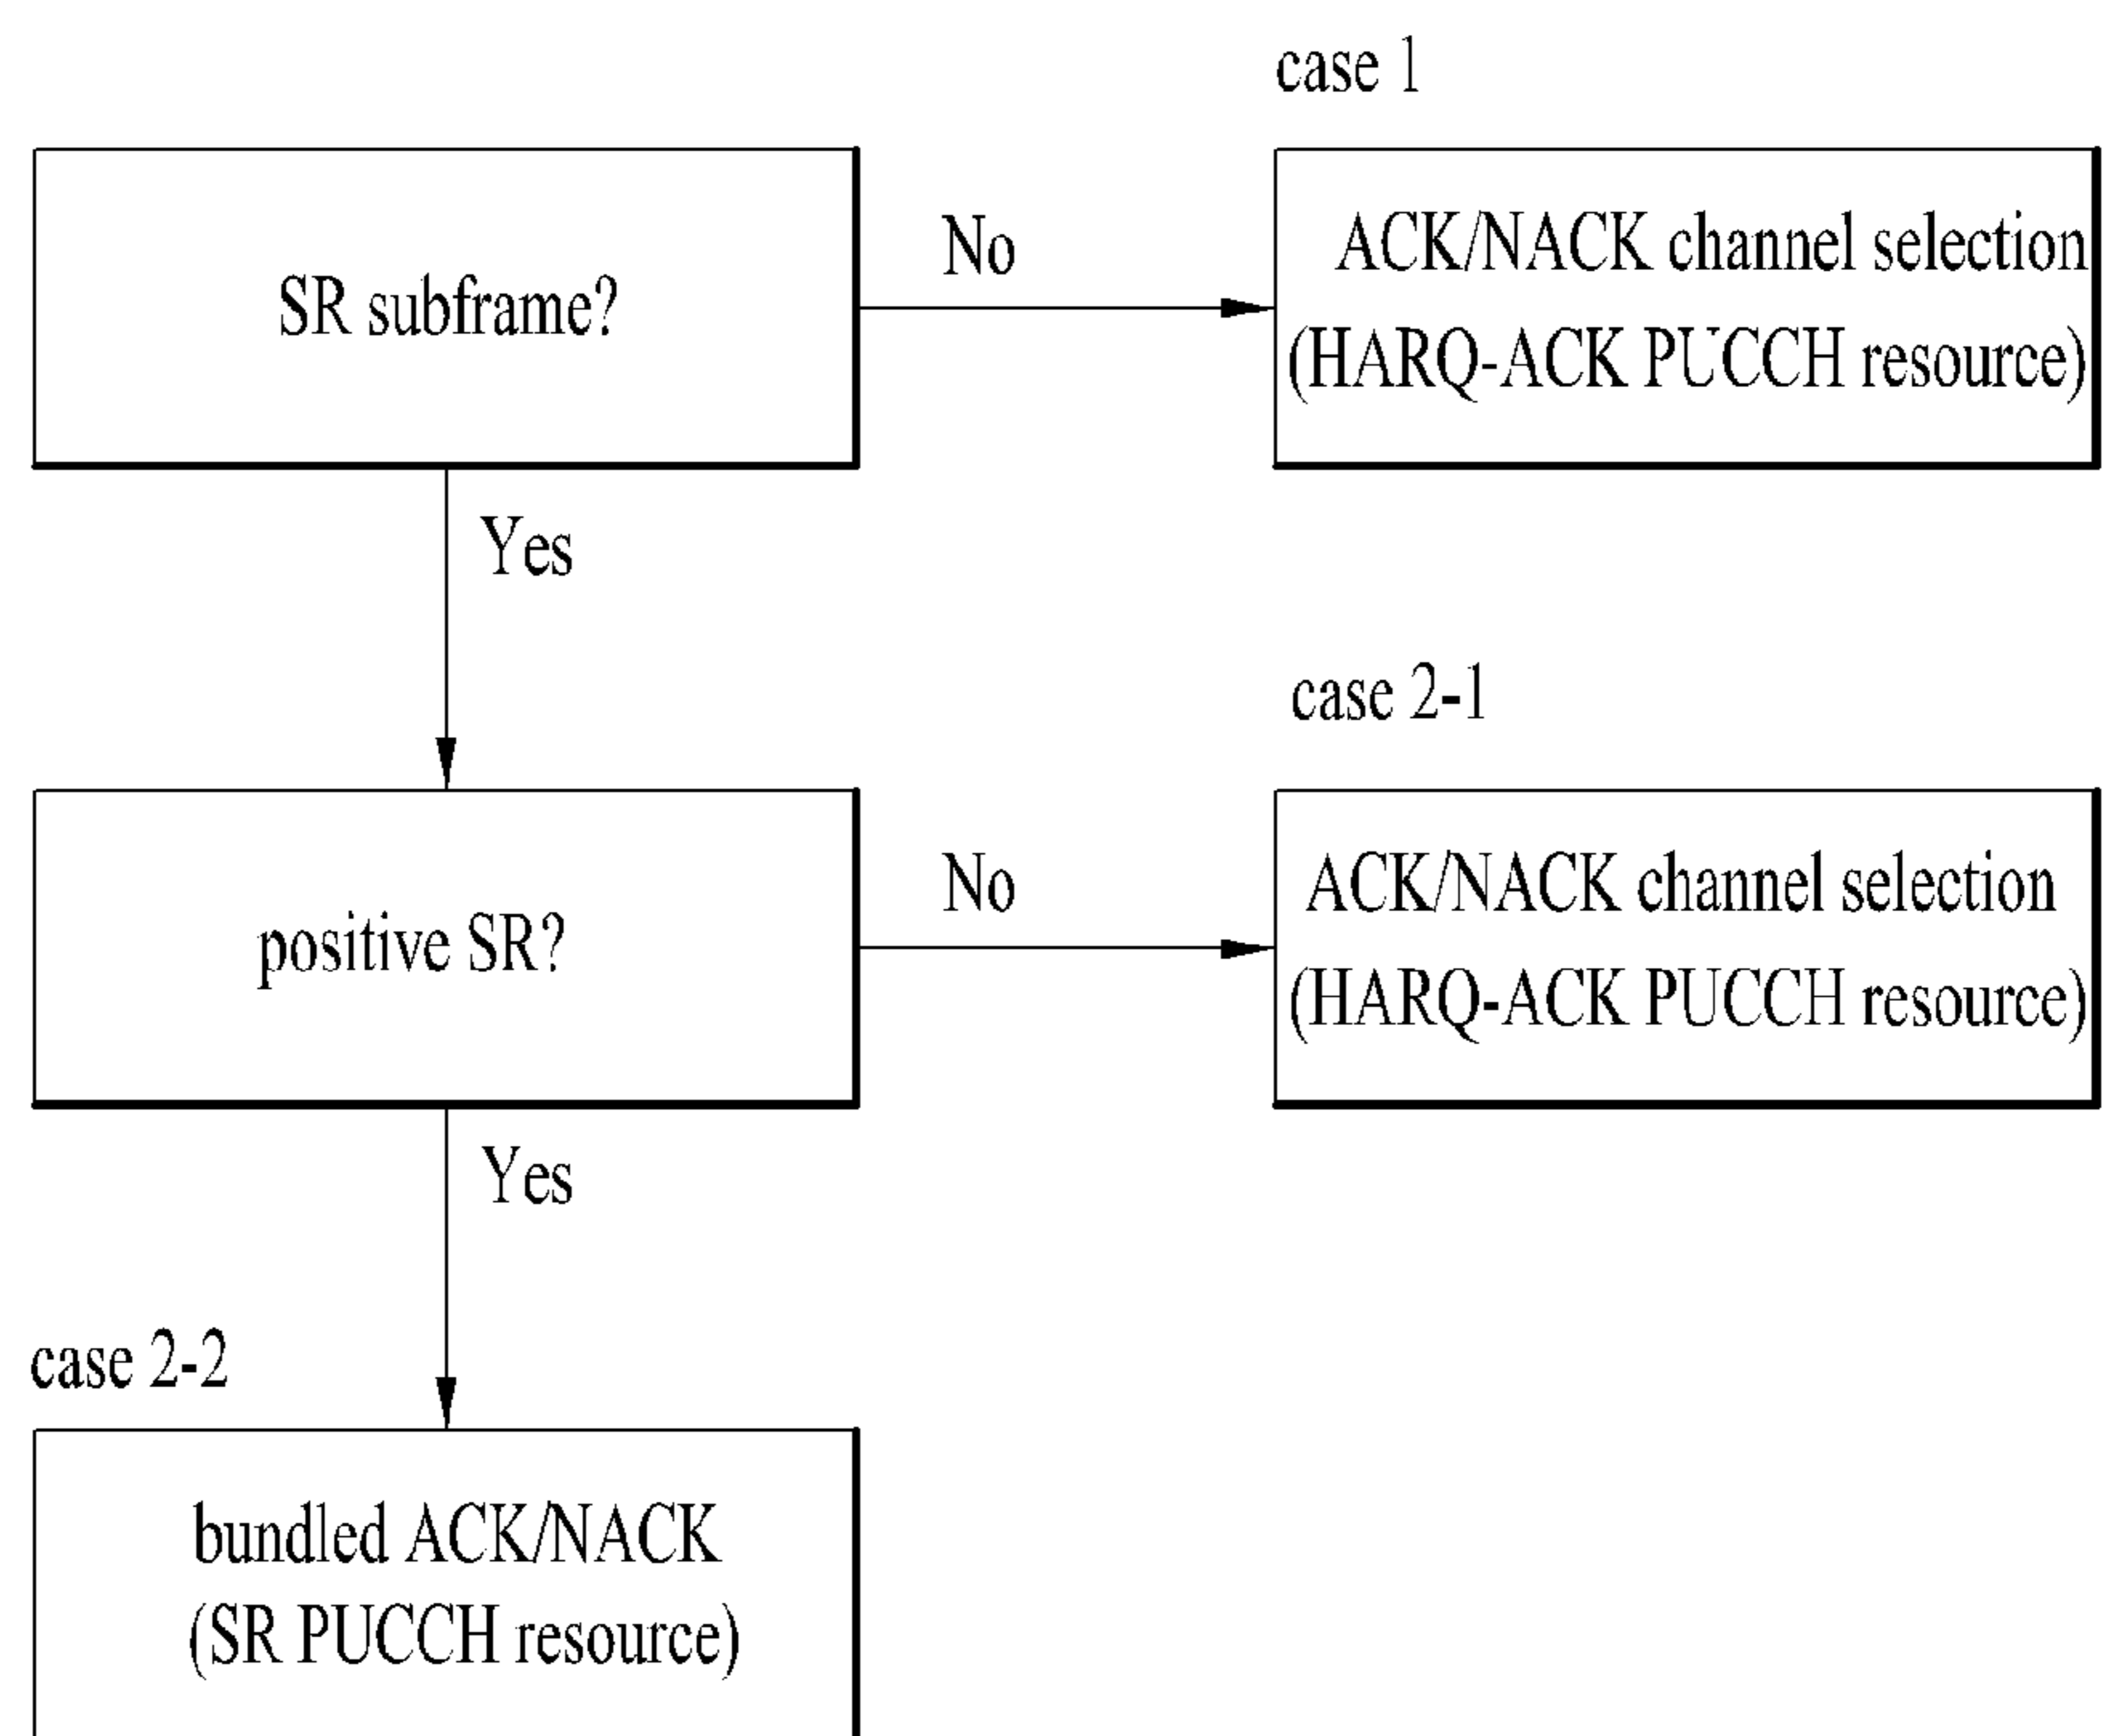 case 1
SR subframe?
No
ACK/NACK channel selection
(HARQ-ACK PUCCH resource)
Yes
case 2-1
positive SR?
No
ACK/NACK channel selection
(HARQ-ACK PUCCH resource)
Yes
case 2-2
bundled ACK/NACK
(SR PUCCH resource)